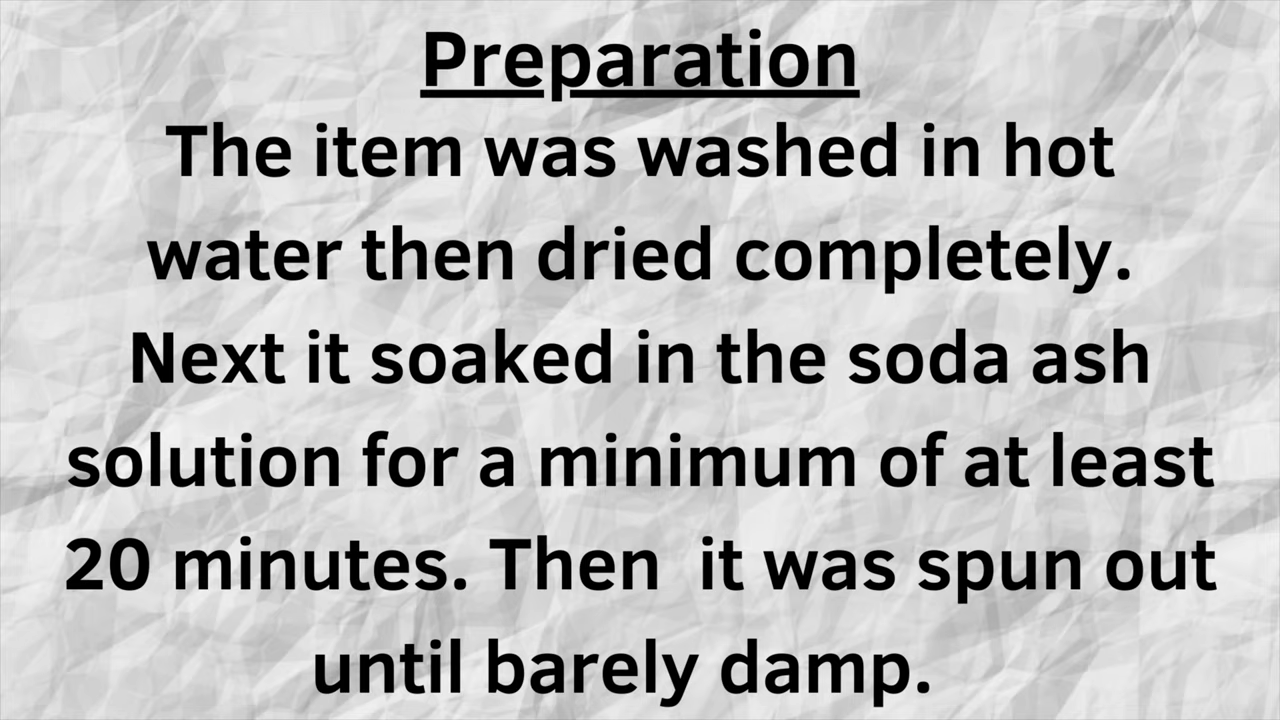 Preparation
The item was washed in hot
water then dried completely.
Next it soaked in the soda ash
solution for a minimum of at least
20 minutes. Then  it was spun out
until barely damp.